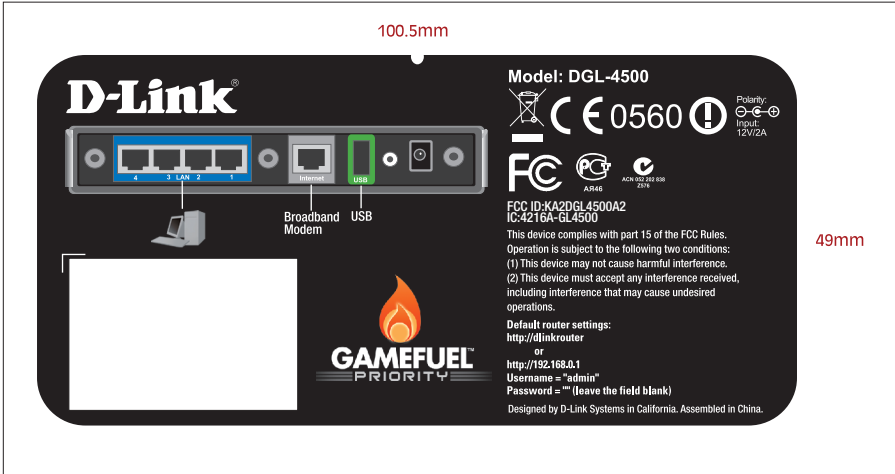 100.5mm
D-Link®
4 3 LAN 2 1
Internet
USB
Broadband
Modem
USB
GAMEFUEL™
PRIORITY
Model: DGL-4500
CE 0560
Polarity:
Input:
12V/2A
FC
РСТ
АЯ46
ACN 052 202 838
Z576
FCC ID:KA2DGL4500A2
IC:4216A-GL4500
This device complies with part 15 of the FCC Rules.
Operation is subject to the following two conditions:
(1) This device may not cause harmful interference.
(2) This device must accept any interference received,
including interference that may cause undesired
operations.
Default router settings:
http://dlinkrouter
or
http://192.168.0.1
Username = "admin"
Password = "" (leave the field blank)
Designed by D-Link Systems in California. Assembled in China.
49mm